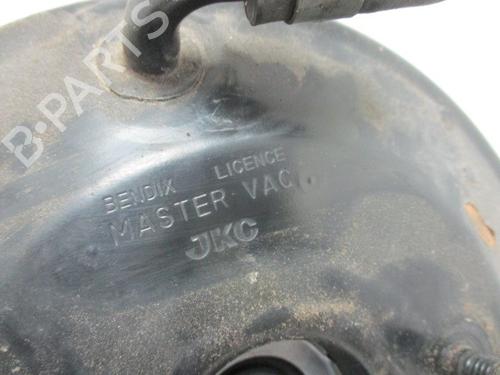 B-PARTS
BENDIX LICENCE
MASTER VAC
JKC